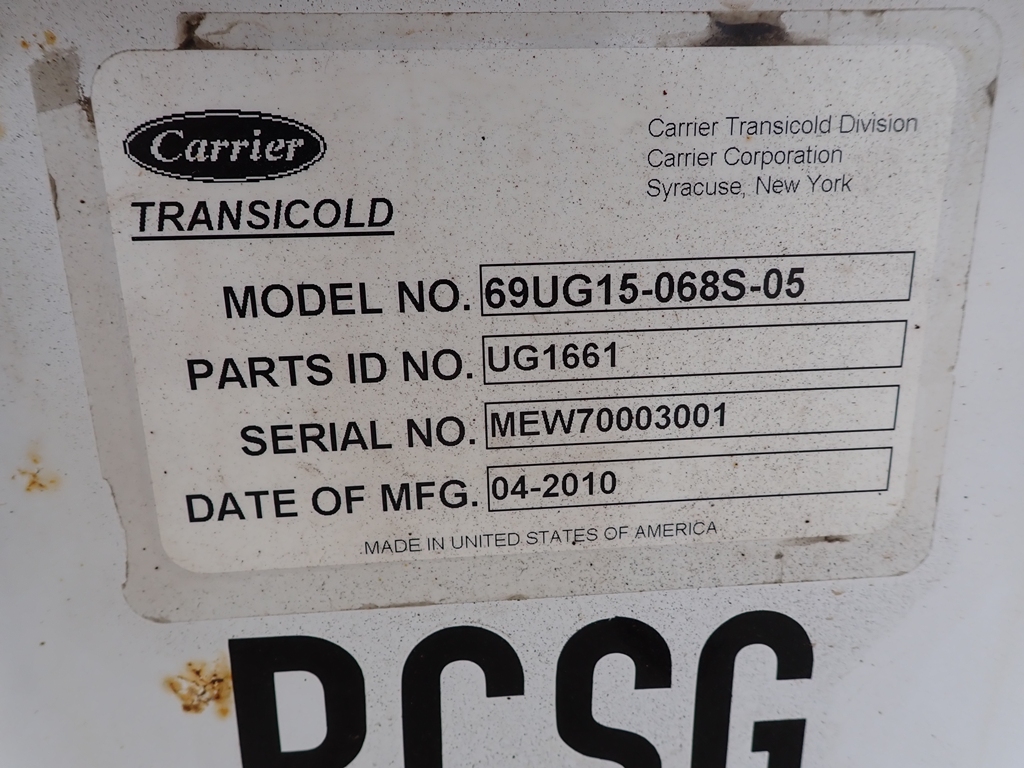 Carrier
TRANSICOLD
Carrier Transicold Division
Carrier Corporation
Syracuse, New York
MODEL NO. 69UG15-068S-05
PARTS ID NO. UG1661
SERIAL NO. MEW70003001
DATE OF MFG. 04-2010
MADE IN UNITED STATES OF AMERICA